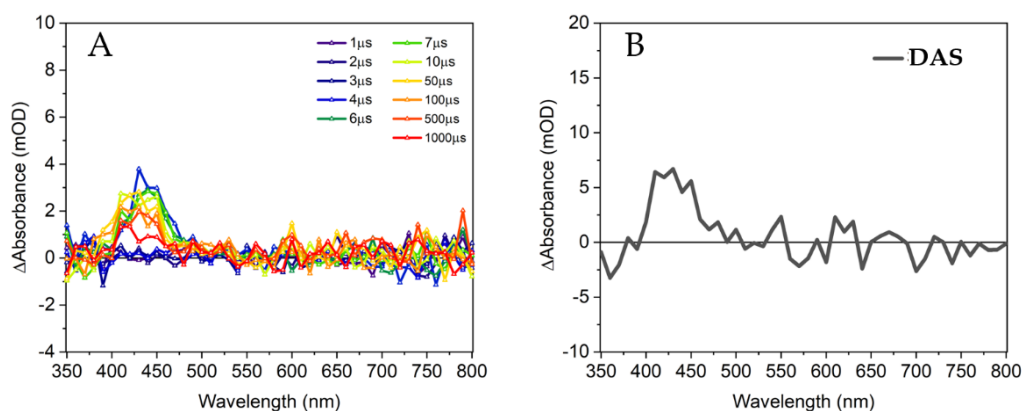 A
10
8
6
4
2
0
-2
-4
ΔAbsorbance (mOD)
350 400 450 500 550 600 650 700 750 800
Wavelength (nm)
1μs
2μs
3μs
4μs
6μs
7μs
10μs
50μs
100μs
500μs
1000μs
B
DAS
20
15
10
5
0
-5
-10
ΔAbsorbance (mOD)
350 400 450 500 550 600 650 700 750 800
Wavelength (nm)